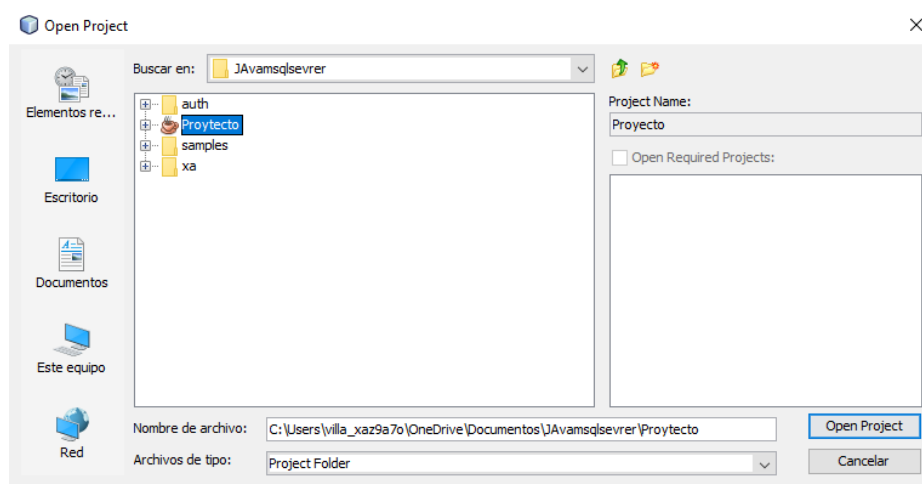 Open Project
Buscar en: JAvamsqlsevrer
Elementos re...
Escritorio
Documentos
Este equipo
Red
auth
Proytecto
samples
xa
Project Name:
Proyecto
Open Required Projects:
Nombre de archivo: C:\Users\villa_xaz9a7o\OneDrive\Documentos\JAvamsqlsevrer\Proytecto
Open Project
Archivos de tipo: Project Folder
Cancelar